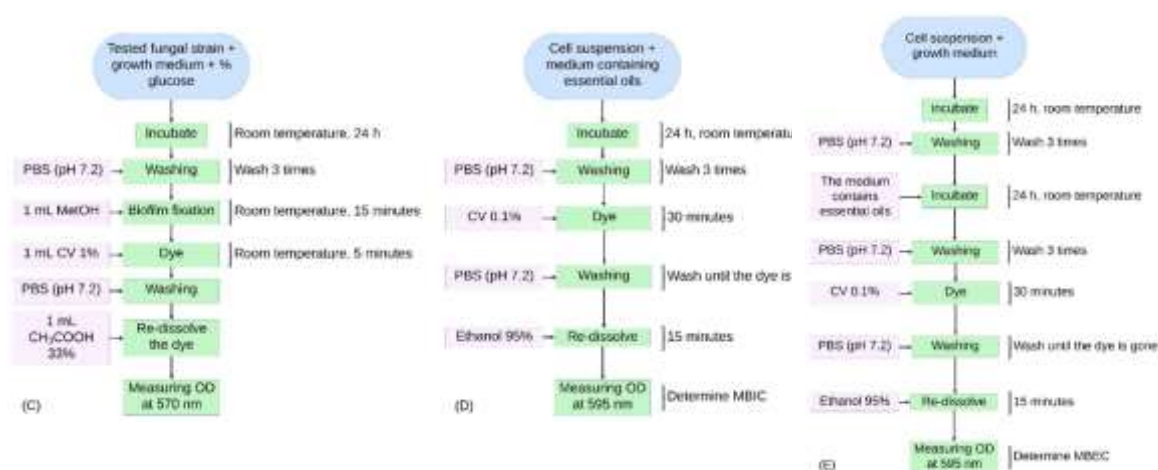 Tested fungal strain +
growth medium + %
glucose
Incubate
Room temperature, 24 h
PBS (pH 7.2)
Washing
Wash 3 times
1 mL MetOH
Biofilm fixation
Room temperature, 15 minutes
1 mL CV 1%
Dye
Room temperature, 5 minutes
PBS (pH 7.2)
Washing
1 mL
CH3COOH
33%
Re-dissolve
the dye
Measuring OD
at 570 nm
(C)
Cell suspension +
medium containing
essential oils
Incubate
24 h, room temperatu
PBS (pH 7.2)
Washing
Wash 3 times
CV 0.1%
Dye
30 minutes
PBS (pH 7.2)
Washing
Wash until the dye is
Ethanol 95%
Re-dissolve
15 minutes
Measuring OD
at 595 nm
Determine MBIC
(D)
Cell suspension +
growth medium
Incubate
24 h, room temperature
PBS (pH 7.2)
Washing
Wash 3 times
The medium
contains
essential oils
Incubate
24 h, room temperature
PBS (pH 7.2)
Washing
Wash 3 times
CV 0.1%
Dye
30 minutes
PBS (pH 7.2)
Washing
Wash until the dye is gone
Ethanol 95%
Re-dissolve
15 minutes
Measuring OD
at 595 nm
Determine MBEC
(E)